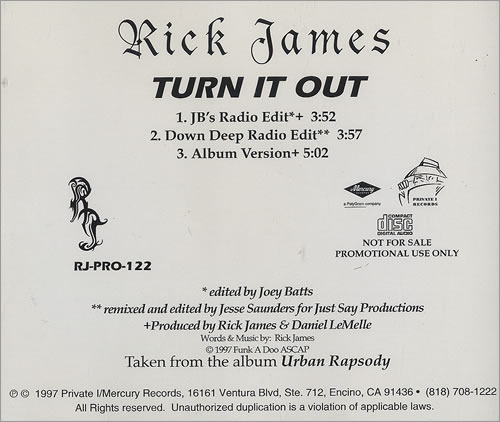 Rick James
TURN IT OUT
1. JB's Radio Edit*+ 3:52
2. Down Deep Radio Edit** 3:57
3. Album Version+ 5:02
RJ
Mercury
a PolyGram company
PRIVATE I
RECORDS
COMPACT
disc
DIGITAL AUDIO
NOT FOR SALE
PROMOTIONAL USE ONLY
RJ-PRO-122
* edited by Joey Batts
** remixed and edited by Jesse Saunders for Just Say Productions
+Produced by Rick James & Daniel LeMelle
Words & Music by: Rick James
© 1997 Funk A Doo ASCAP
Taken from the album Urban Rapsody
℗ © 1997 Private I/Mercury Records, 16161 Ventura Blvd, Ste. 712, Encino, CA 91436 • (818) 708-1222
All Rights reserved. Unauthorized duplication is a violation of applicable laws.